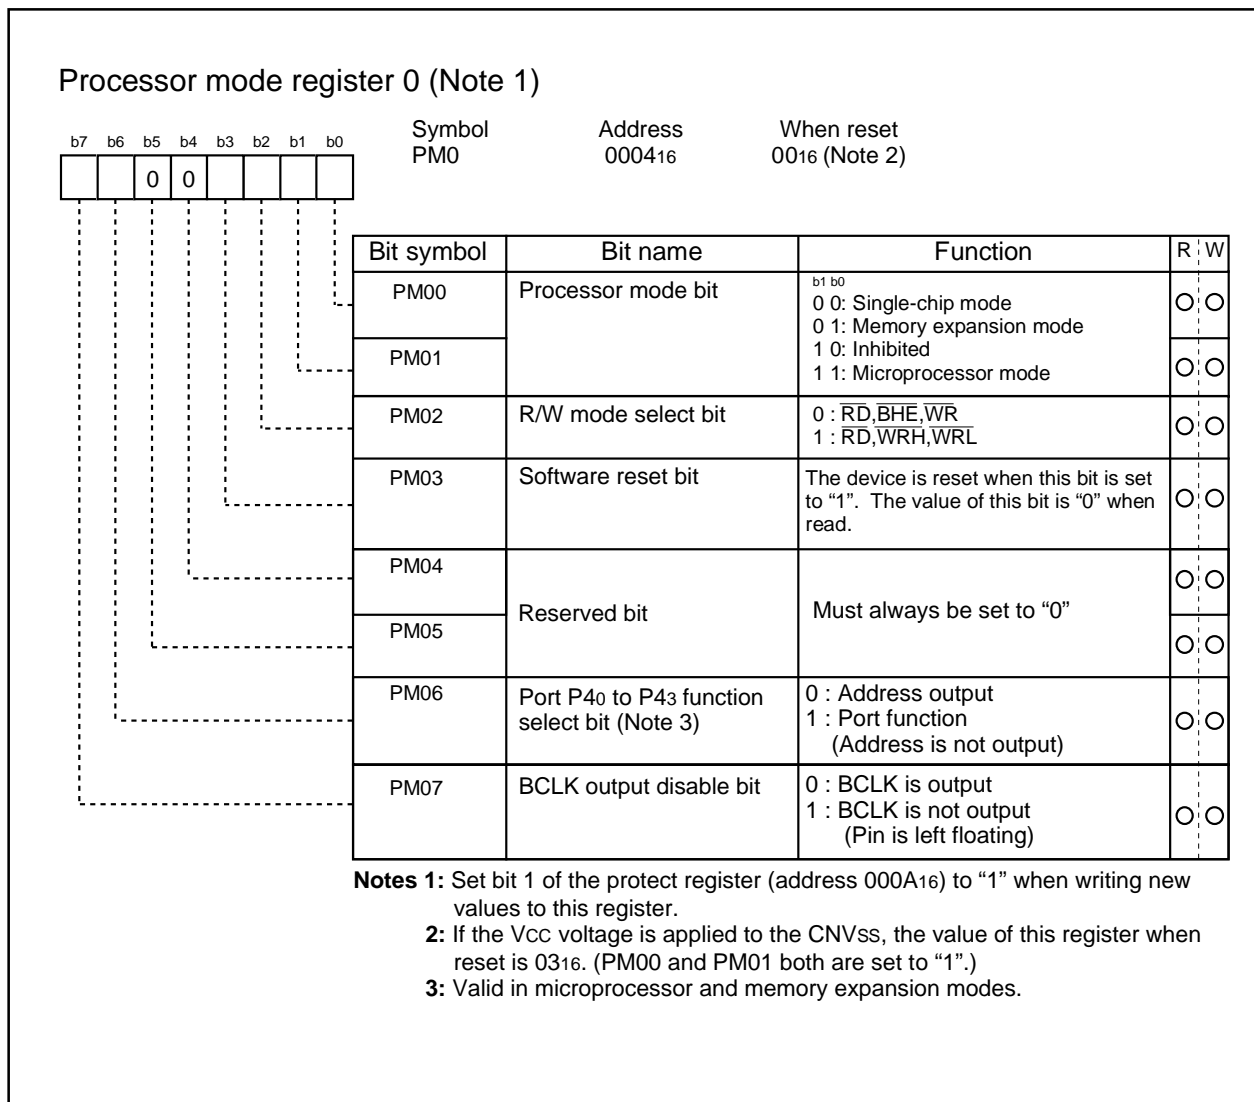 Processor mode register 0 (Note 1)
Symbol Address When reset
PM0 000416 0016 (Note 2)
b7 b6 b5 b4 b3 b2 b1 b0
0 0
Bit symbol Bit name Function R W
PM00 Processor mode bit b1 b0
0 0: Single-chip mode
0 1: Memory expansion mode
PM01 1 0: Inhibited
1 1: Microprocessor mode
PM02 R/W mode select bit 0 : RD,BHE,WR
1 : RD,WRH,WRL
PM03 Software reset bit The device is reset when this bit is set
to “1”. The value of this bit is “0” when
read.
PM04
Reserved bit Must always be set to “0”
PM05
PM06 Port P40 to P43 function
select bit (Note 3)
0 : Address output
1 : Port function
(Address is not output)
PM07 BCLK output disable bit 0 : BCLK is output
1 : BCLK is not output
(Pin is left floating)
Notes 1: Set bit 1 of the protect register (address 000A16) to “1” when writing new
values to this register.
2: If the VCC voltage is applied to the CNVSS, the value of this register when
reset is 0316. (PM00 and PM01 both are set to “1”.)
3: Valid in microprocessor and memory expansion modes.